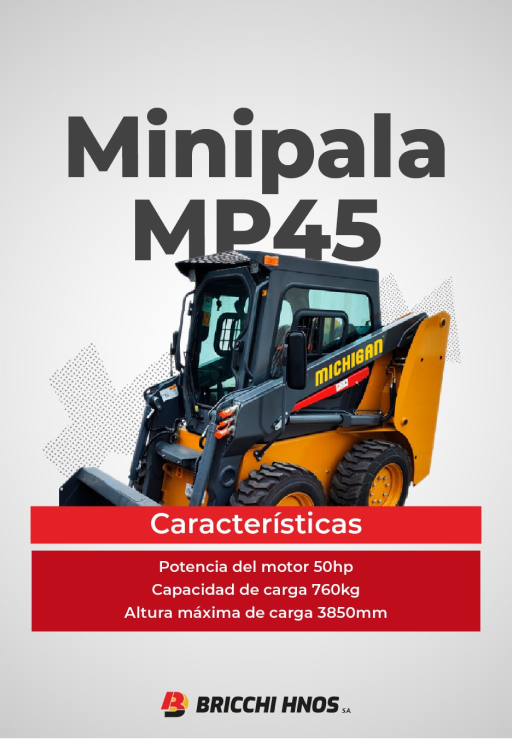 Minipala
MP45
MICHIGAN
Características
Potencia del motor 50hp
Capacidad de carga 760kg
Altura máxima de carga 3850mm
BRICCHI HNOS S.A.